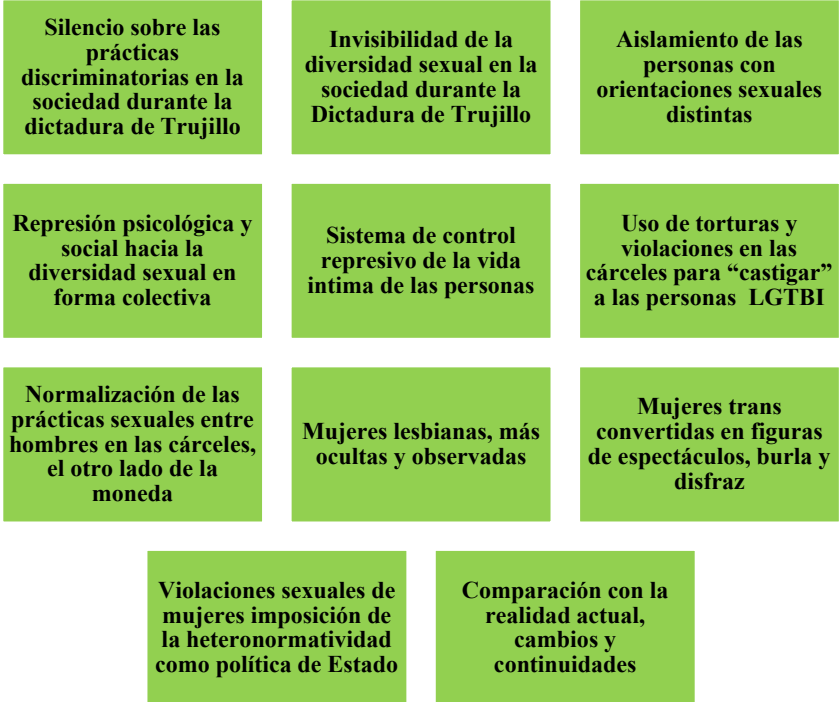 Silencio sobre las
prácticas
discriminatorias en la
sociedad durante la
dictadura de Trujillo
Invisibilidad de la
diversidad sexual en la
sociedad durante la
Dictadura de Trujillo
Aislamiento de las
personas con
orientaciones sexuales
distintas
Represión psicológica y
social hacia la
diversidad sexual en
forma colectiva
Sistema de control
represivo de la vida
intima de las personas
Uso de torturas y
violaciones en las
cárceles para “castigar”
a las personas LGTBI
Normalización de las
prácticas sexuales entre
hombres en las cárceles,
el otro lado de la
moneda
Mujeres lesbianas, más
ocultas y observadas
Mujeres trans
convertidas en figuras
de espectáculos, burla y
disfraz
Violaciones sexuales de
mujeres imposición de
la heteronormatividad
como política de Estado
Comparación con la
realidad actual,
cambios y
continuidades